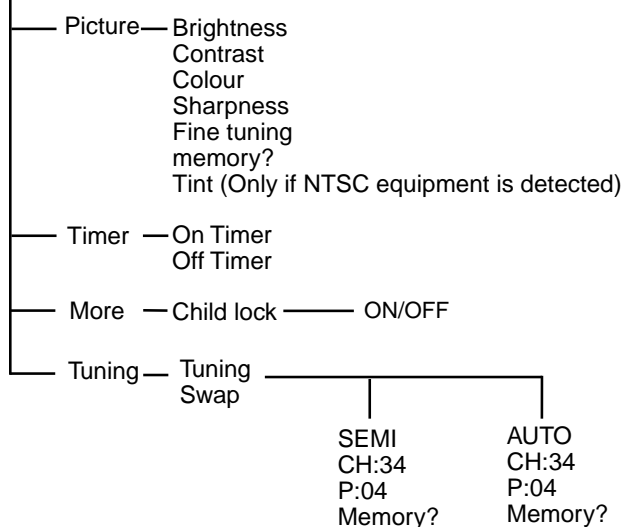 Picture Brightness
Contrast
Colour
Sharpness
Fine tuning
memory?
Tint (Only if NTSC equipment is detected)
Timer On Timer
Off Timer
More Child lock ON/OFF
Tuning Tuning
Swap
SEMI AUTO
CH:34 CH:34
P:04 P:04
Memory? Memory?